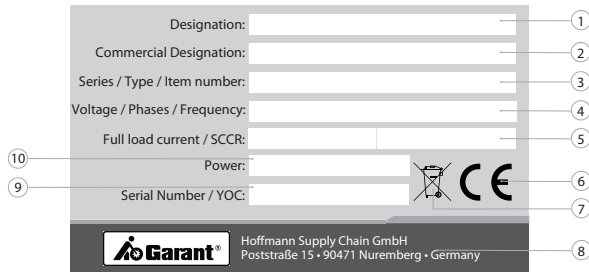 Designation: 1
Commercial Designation: 2
Series / Type / Item number: 3
Voltage / Phases / Frequency: 4
Full load current / SCCR: 5
10 Power:
CE 6
9 Serial Number / YOC: 7
Garant® Hoffmann Supply Chain GmbH
Poststraße 15 • 90471 Nuremberg • Germany 8